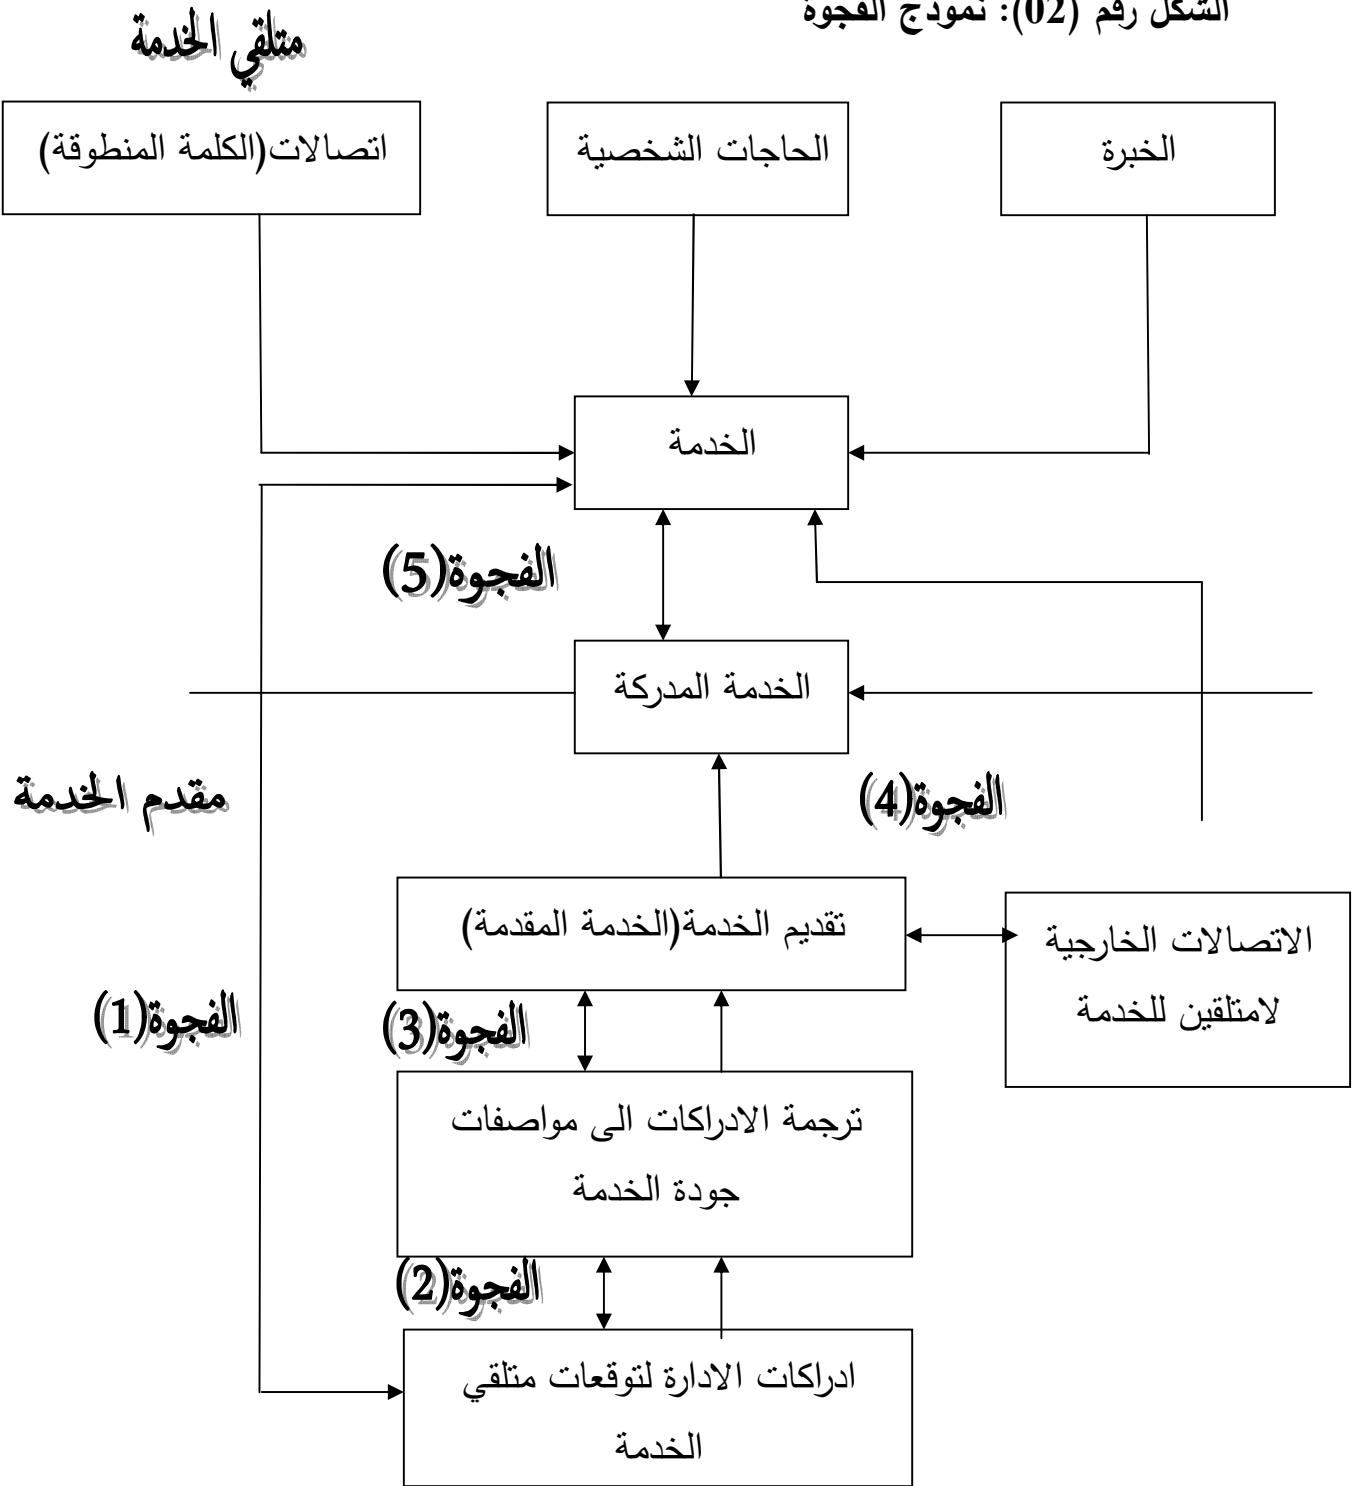 الشكل رقم (02): نموذج الفجوة
متلقي الخدمة
الخبرة
الحاجات الشخصية
اتصالات(الكلمة المنطوقة)
الخدمة
الفجوة(5)
الخدمة المدركة
مقدم الخدمة
الفجوة(4)
تقديم الخدمة(الخدمة المقدمة)
الاتصالات الخارجية
لامتلقين للخدمة
الفجوة(3)
الفجوة(1)
ترجمة الادراكات الى مواصفات
جودة الخدمة
الفجوة(2)
ادراكات الادارة لتوقعات متلقي
الخدمة